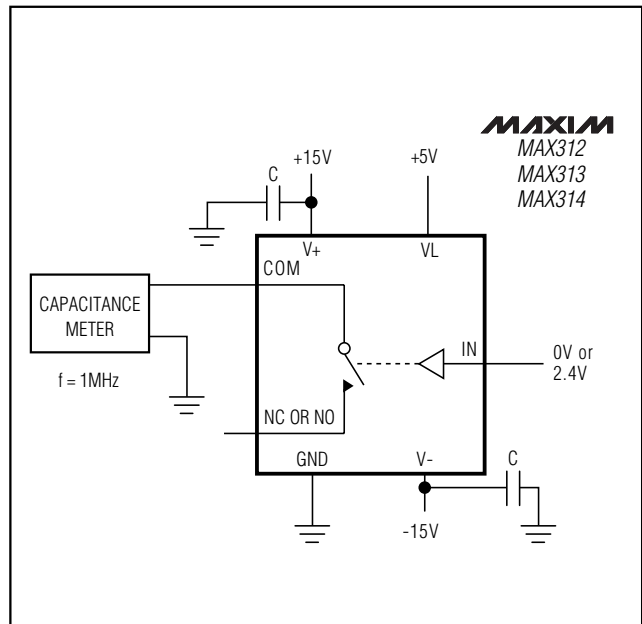 MAXIM
MAX312
MAX313
MAX314
+15V
+5V
C
V+
VL
COM
CAPACITANCE
METER
f = 1MHz
IN
0V or
2.4V
NC OR NO
GND
V-
C
-15V